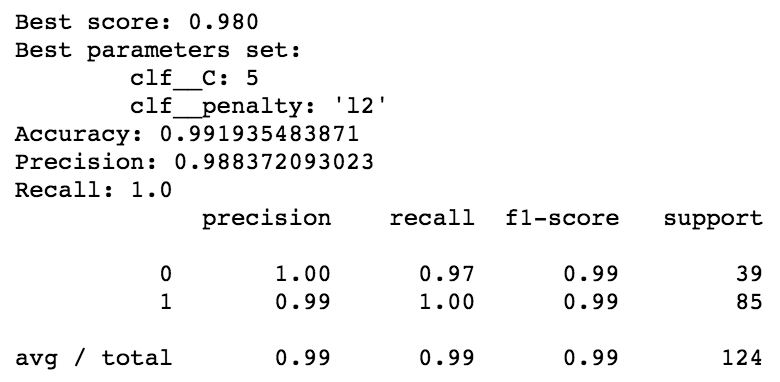 Best score: 0.980
Best parameters set:
clf__C: 5
clf__penalty: 'l2'
Accuracy: 0.991935483871
Precision: 0.988372093023
Recall: 1.0
precision recall f1-score support
0 1.00 0.97 0.99 39
1 0.99 1.00 0.99 85
avg / total 0.99 0.99 0.99 124